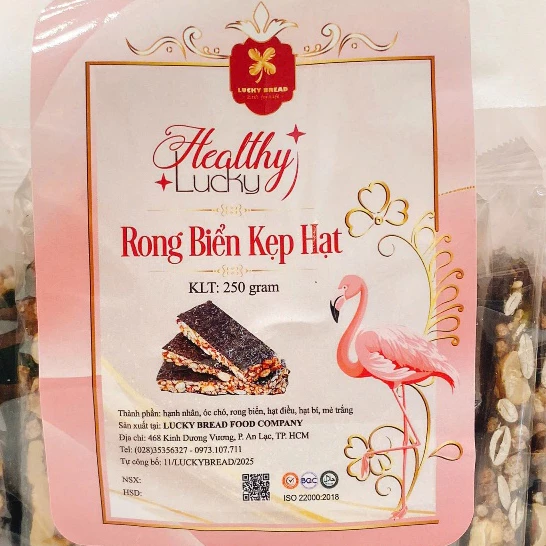 LUCKY BREAD
Healthy
Lucky
Rong Biển Kẹp Hạt
KLT: 250 gram
Thành phần: hạnh nhân, óc chó, rong biển, hạt điều, hạt bí, mè trắng
Sản xuất tại: LUCKY BREAD FOOD COMPANY
Địa chỉ: 468 Kinh Dương Vương, P. An Lạc, TP. HCM
Tel: (028)35356327 - 0973.107.711
Tự công bố: 11/LUCKYBREAD/2025
NSX:
HSD:
BQC
ISO 22000:2018